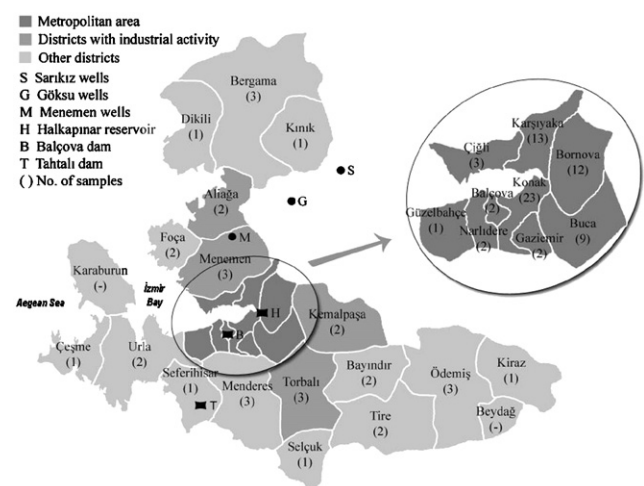 Metropolitan area
Districts with industrial activity
Other districts
S Sarıkız wells
G Göksu wells
M Menemen wells
H Halkapınar reservoir
B Balçova dam
T Tahtalı dam
( ) No. of samples
Bergama
(3)
Dikili
(1)
Kınık
(1)
S
G
Aliağa
(2)
M
Foça
(2)
Menemen
(3)
Karaburun
(-)
Aegean Sea
İzmir
Bay
H
B
Kemalpaşa
(2)
Çeşme
(1)
Urla
(2)
Seferihisar
(1)
T
Menderes
(3)
Torbalı
(3)
Bayındır
(2)
Ödemiş
(3)
Kiraz
(1)
Beydağ
(-)
Tire
(2)
Selçuk
(1)
Karşıyaka
(13)
Çiğli
(3)
Bornova
(12)
Balçova
(2)
Konak
(23)
Güzelbahçe
(1)
Narlıdere
(2)
Gaziemir
(2)
Buca
(9)